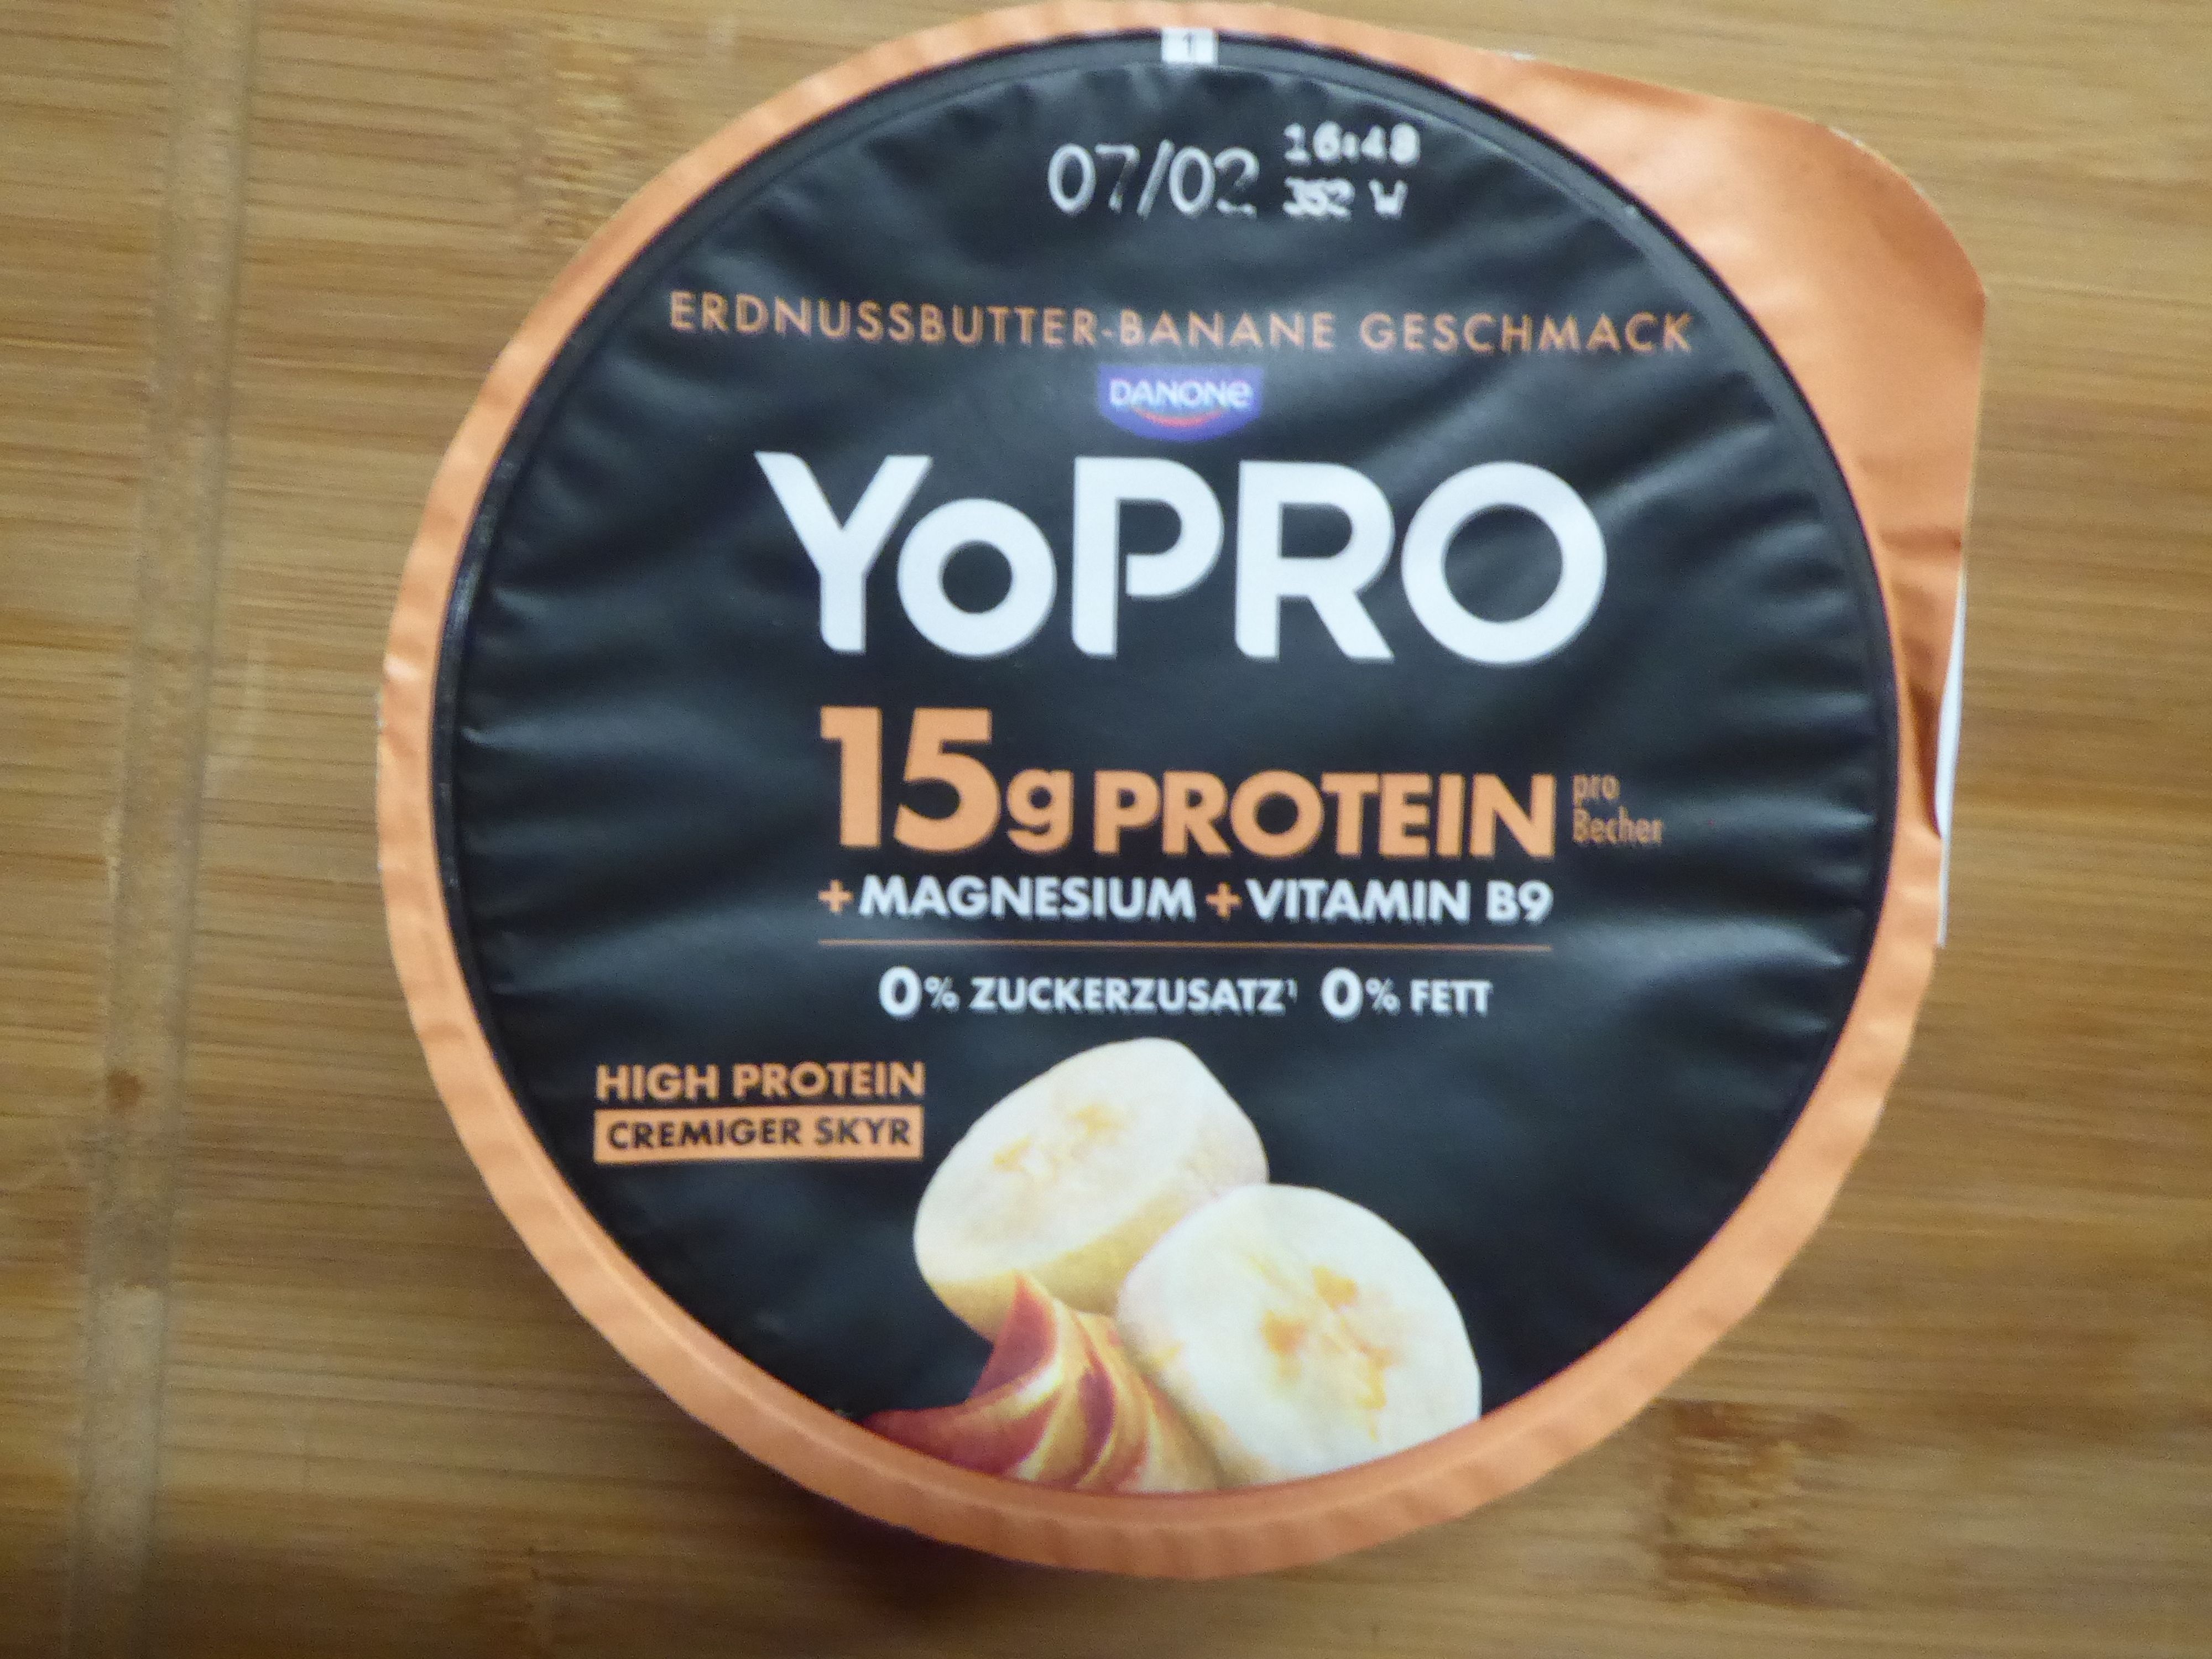 1
07/02 16:48
352 W
ERDNUSSBUTTER-BANANE GESCHMACK
DANONE
YoPRO
15g PROTEIN pro Becher
+MAGNESIUM +VITAMIN B9
0% ZUCKERZUSATZ¹ 0% FETT
HIGH PROTEIN
CREMIGER SKYR